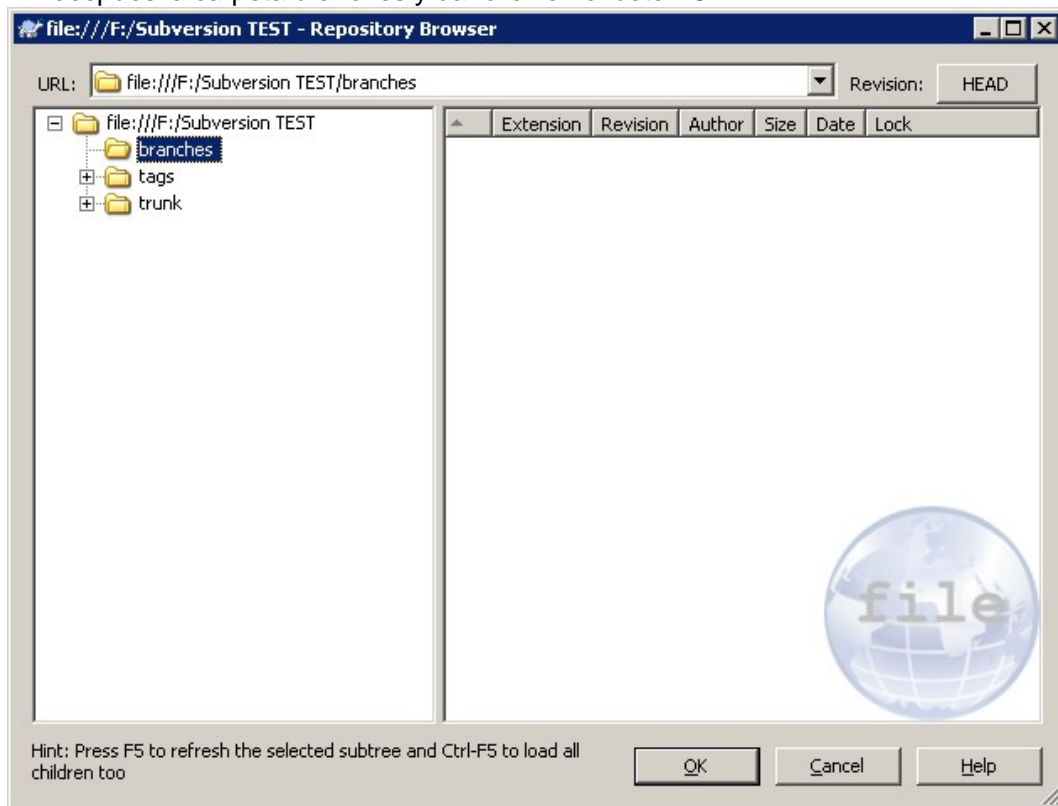 file:///F:/Subversion TEST - Repository Browser
URL: file:///F:/Subversion TEST/branches Revision: HEAD
file:///F:/Subversion TEST
branches
tags
trunk
Extension Revision Author Size Date Lock
file
Hint: Press F5 to refresh the selected subtree and Ctrl-F5 to load all
children too
OK Cancel Help